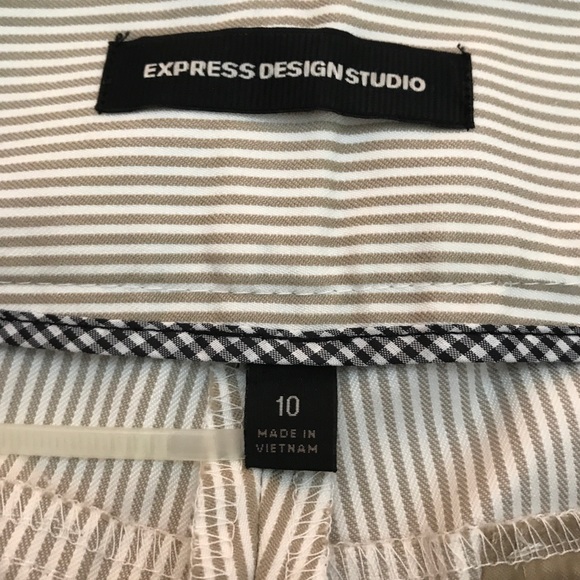 EXPRESS DESIGN STUDIO
10
MADE IN
VIETNAM